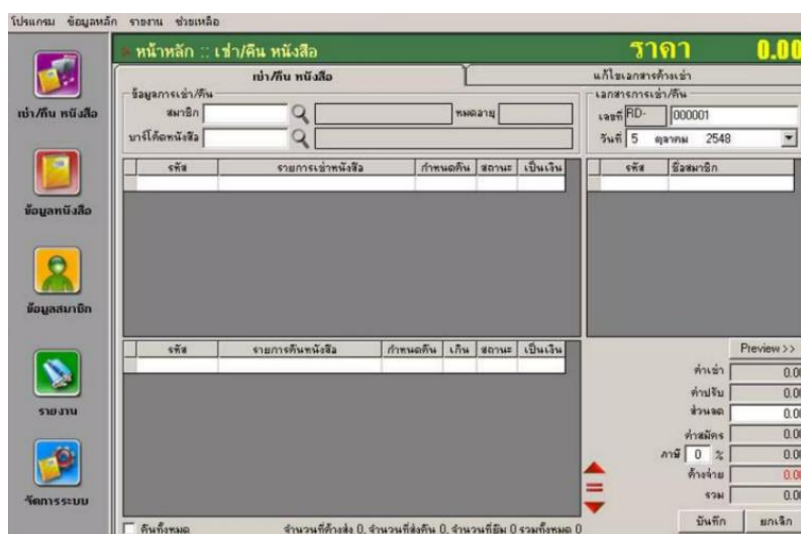 โปรแกรม ข้อมูลหลัก รายงาน ช่วยเหลือ
หน้าหลัก :: เช่า/คืน หนังสือ ราคา 0.00
เช่า/คืน หนังสือ แก้ไขเอกสารค้างเช่า
ข้อมูลการเช่า/คืน เอกสารการเช่า/คืน
สมาชิก หมดอายุ เลขที่ RD- 000001
บาร์โค้ดหนังสือ วันที่ 5 ตุลาคม 2548
รหัส รายการเช่าหนังสือ กำหนดคืน สถานะ เป็นเงิน รหัส ชื่อสมาชิก
เช่า/คืน หนังสือ
ข้อมูลหนังสือ
ข้อมูลสมาชิก
รายงาน
จัดการระบบ
รหัส รายการคืนหนังสือ กำหนดคืน เกิน สถานะ เป็นเงิน
Preview >>
ค่าเช่า 0.00
ค่าปรับ 0.00
ส่วนลด 0.00
ค่าสมัคร 0.00
ภาษี 0 % 0.00
ค้างจ่าย 0.00
รวม 0.00
บันทึก ยกเลิก
คืนทั้งหมด จำนวนที่ค้างส่ง 0, จำนวนที่ส่งคืน 0, จำนวนที่ยืม 0 รวมทั้งหมด 0